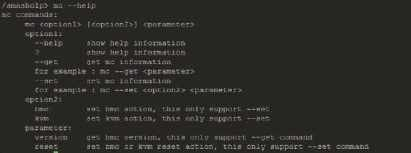 /smashclp> mc --help
mc commands:
mc <option1> [<option2>] <parameter>
option1:
--help show help information
? show help information
--get get mc information
for example : mc --get <parameter>
--set set mc information
for example : mc --set <option2> <parameter>
option2:
bmc set bmc action, this only support --set
kvm set kvm action, this only support --set
parameter:
version get bmc version, this only support --get command
reset set bmc or kvm reset action, this only support --set command